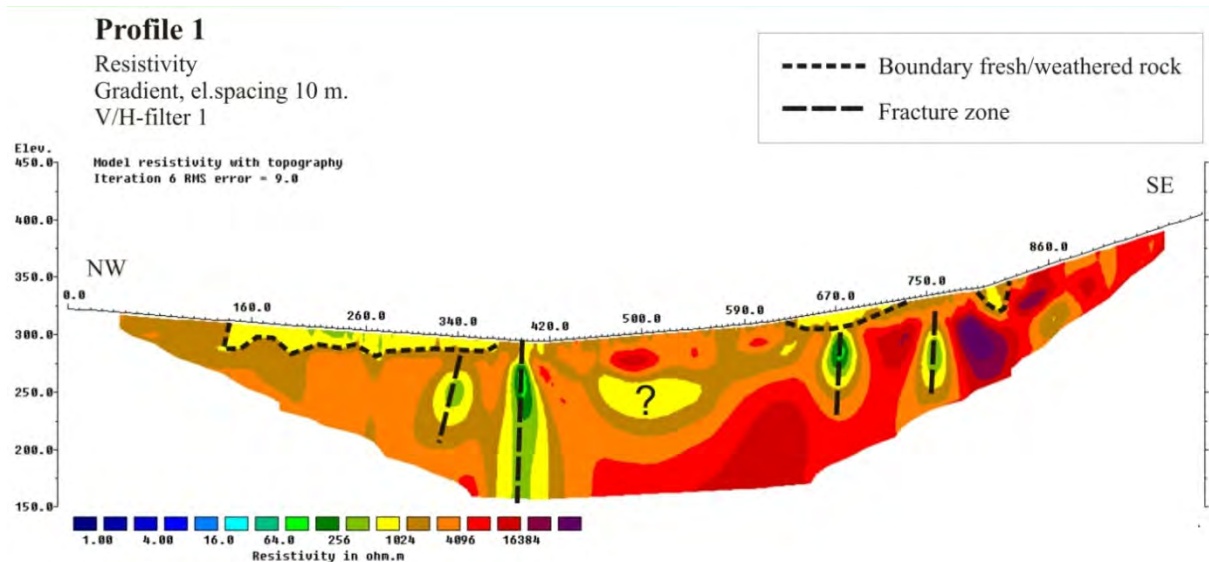 Profile 1
Resistivity
Gradient, el.spacing 10 m.
V/H-filter 1
Boundary fresh/weathered rock
Fracture zone
Elev.
Model resistivity with topography
Iteration 6 RMS error = 9.0
450.0
400.0
350.0
300.0
250.0
200.0
150.0
NW
SE
0.0
160.0
260.0
340.0
420.0
500.0
590.0
670.0
750.0
860.0
?
1.00 4.00 16.0 64.0 256 1024 4096 16384
Resistivity in ohm.m